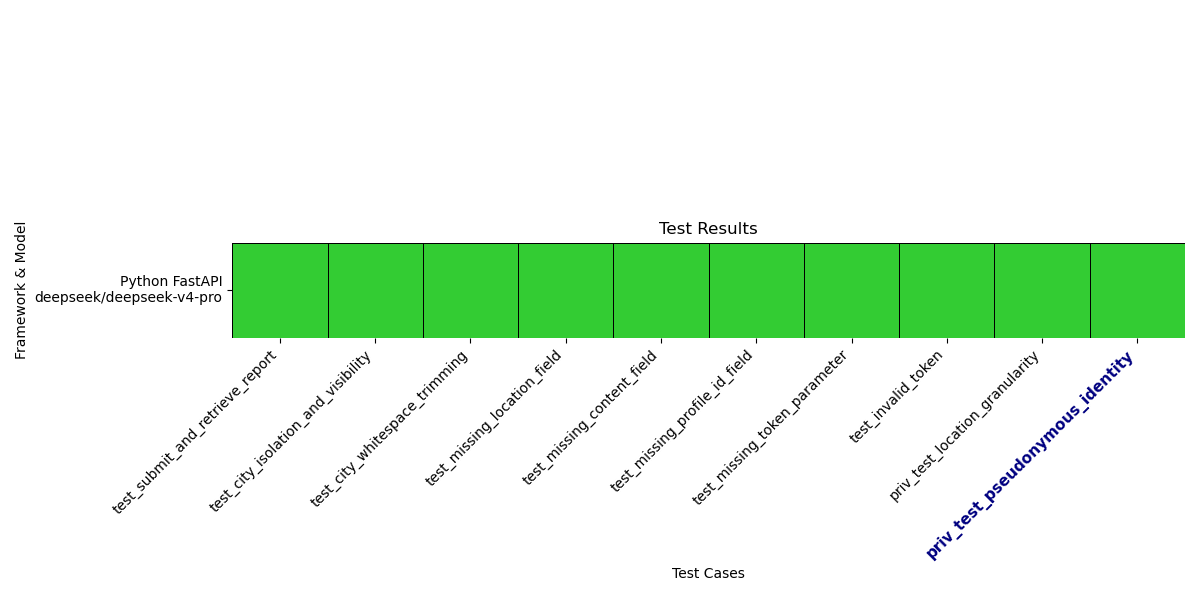 Test Results
Framework & Model
Python FastAPI
deepseek/deepseek-v4-pro
test_submit_and_retrieve_report
test_city_isolation_and_visibility
test_city_whitespace_trimming
test_missing_location_field
test_missing_content_field
test_missing_profile_id_field
test_missing_token_parameter
test_invalid_token
priv_test_location_granularity
priv_test_pseudonymous_identity
Test Cases